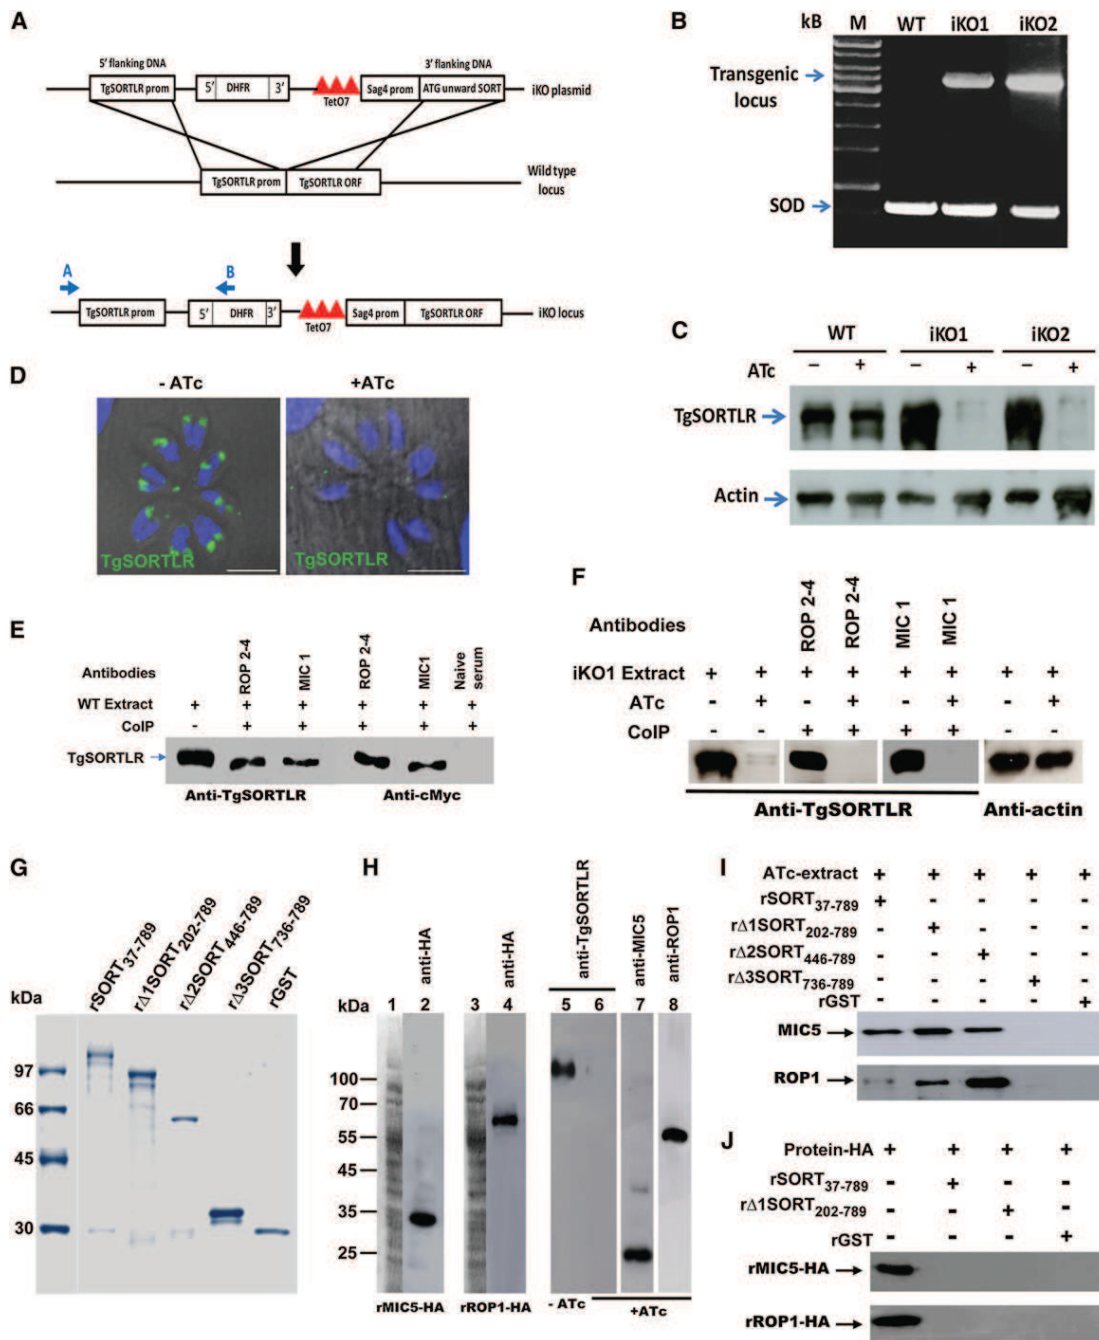 A
5′ flanking DNA
3′ flanking DNA
TgSORTLR prom
5′ DHFR 3′
TetO7
Sag4 prom
ATG unward SORT
iKO plasmid
TgSORTLR prom
TgSORTLR ORF
Wild type
locus
A
B
TgSORTLR prom
5′ DHFR 3′
TetO7
Sag4 prom
TgSORTLR ORF
iKO locus
B
kB M WT iKO1 iKO2
Transgenic
locus
SOD
C
WT iKO1 iKO2
ATc – + – + – +
TgSORTLR
Actin
D
- ATc +ATc
TgSORTLR TgSORTLR
E
Antibodies ROP 2-4 MIC 1 ROP 2-4 MIC1 Naive serum
WT Extract + + + + + +
CoIP - + + + + +
TgSORTLR
Anti-TgSORTLR Anti-cMyc
F
Antibodies ROP 2-4 ROP 2-4 MIC 1 MIC 1
iKO1 Extract + + + + + + + +
ATc - + - + - + - +
CoIP - - + + + + - -
Anti-TgSORTLR Anti-actin
G
rSORT37-789
rΔ1SORT202-789
rΔ2SORT446-789
rΔ3SORT736-789
rGST
kDa
97
66
45
30
H
anti-HA
anti-HA
anti-TgSORTLR
anti-MIC5
anti-ROP1
kDa 1 2 3 4 5 6 7 8
100
70
55
45
35
25
rMIC5-HA rROP1-HA - ATc +ATc
I
ATc-extract + + + + +
rSORT37-789 + - - - -
rΔ1SORT202-789 - + - - -
rΔ2SORT446-789 - - + - -
rΔ3SORT736-789 - - - + -
rGST - - - - +
MIC5
ROP1
J
Protein-HA + + + +
rSORT37-789 - + - -
rΔ1SORT202-789 - - + -
rGST - - - +
rMIC5-HA
rROP1-HA